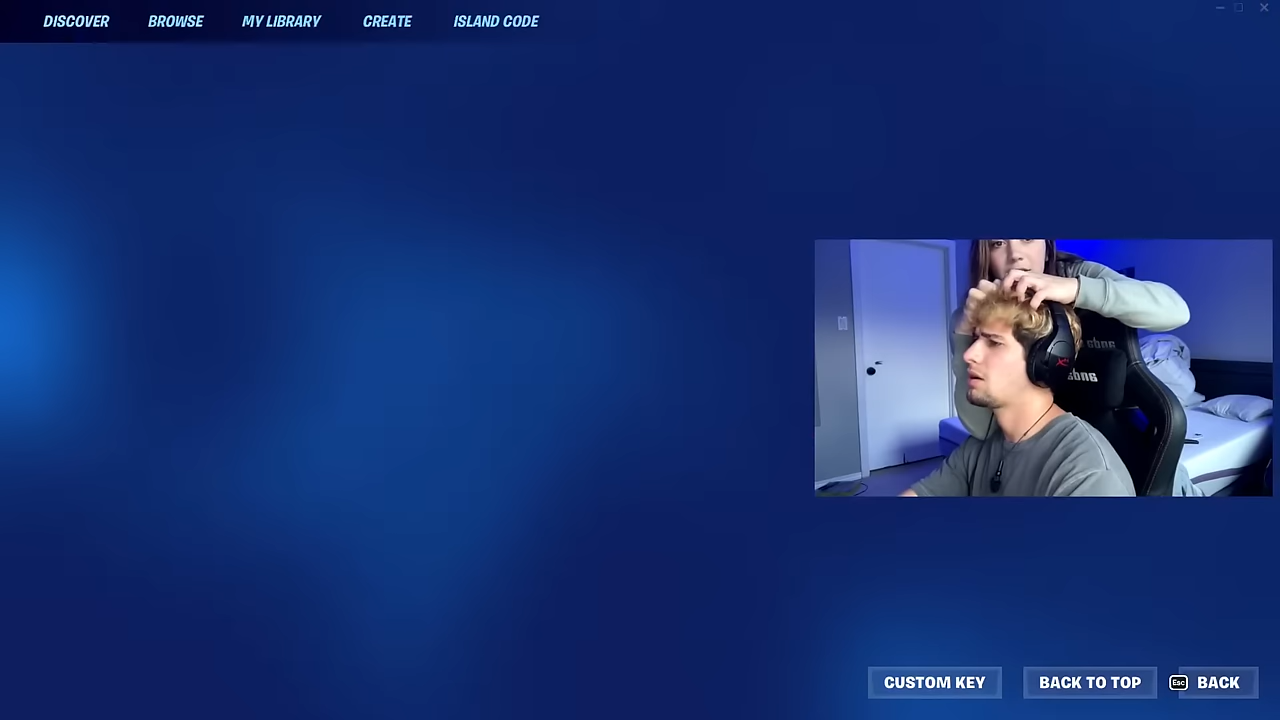 DISCOVER
BROWSE
MY LIBRARY
CREATE
ISLAND CODE
CUSTOM KEY
BACK TO TOP
Esc
BACK